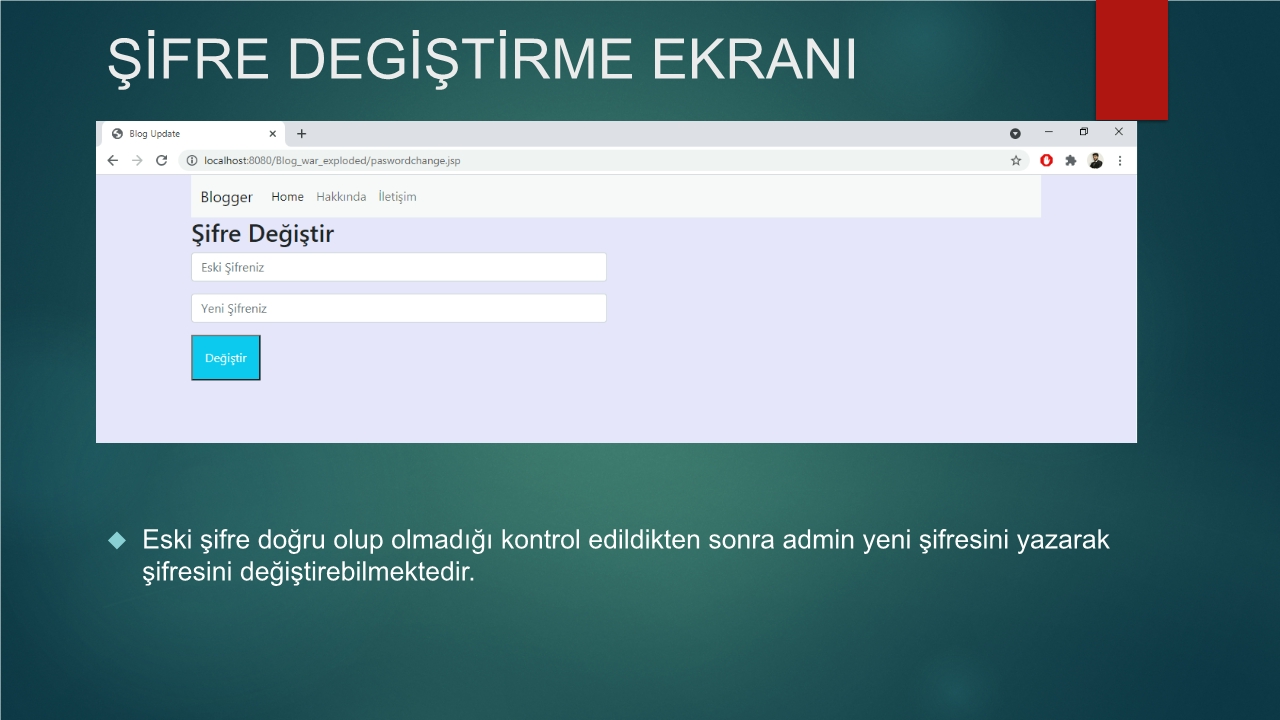 ŞİFRE DEGİŞTİRME EKRANI
Blog Update
localhost:8080/Blog_war_exploded/paswordchange.jsp
Blogger Home Hakkında İletişim
Şifre Değiştir
Eski Şifreniz
Yeni Şifreniz
Değiştir
Eski şifre doğru olup olmadığı kontrol edildikten sonra admin yeni şifresini yazarak
şifresini değiştirebilmektedir.